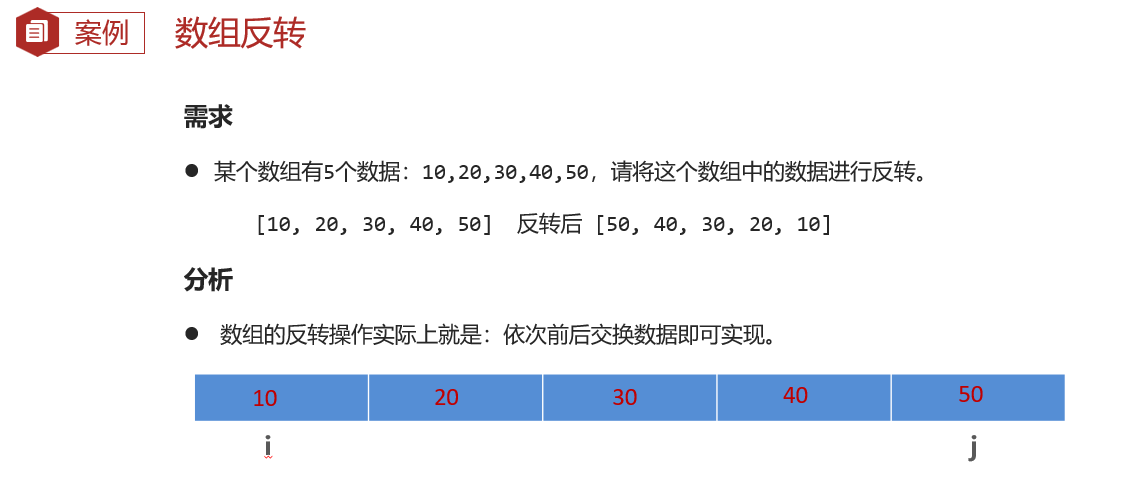 案例 数组反转
需求
● 某个数组有5个数据：10,20,30,40,50，请将这个数组中的数据进行反转。
[10, 20, 30, 40, 50] 反转后 [50, 40, 30, 20, 10]
分析
● 数组的反转操作实际上就是：依次前后交换数据即可实现。
10 20 30 40 50
i j